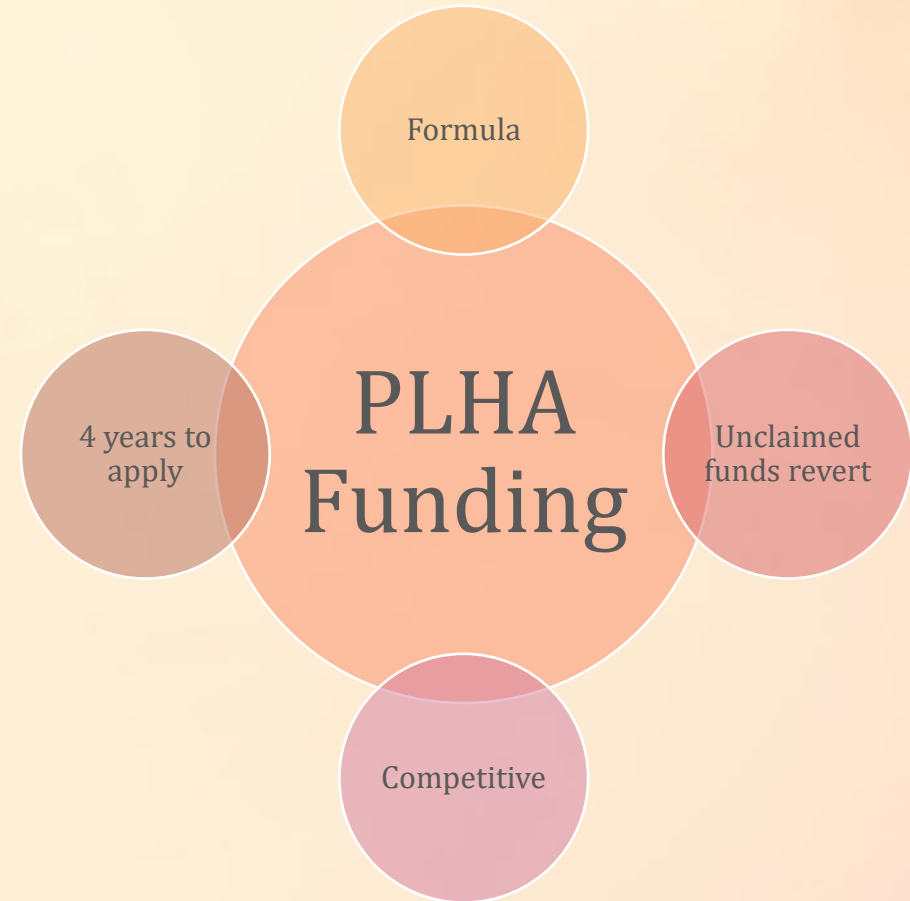 Formula
4 years to
apply
PLHA
Funding
Unclaimed
funds revert
Competitive